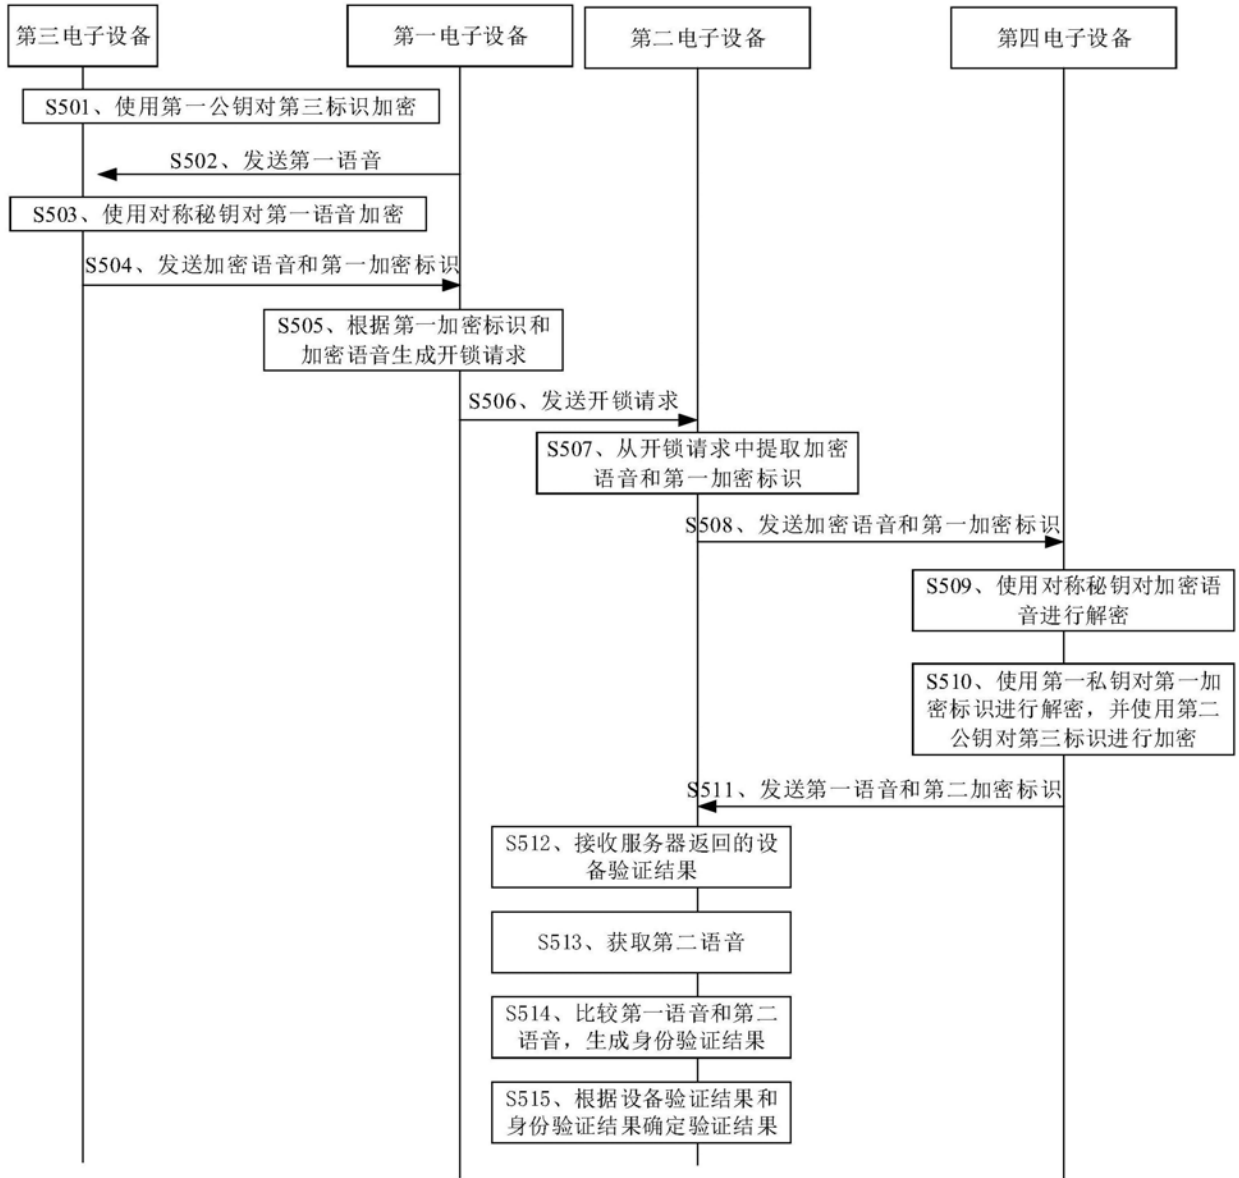 第三电子设备
第一电子设备
第二电子设备
第四电子设备
S501、使用第一公钥对第三标识加密
S502、发送第一语音
S503、使用对称秘钥对第一语音加密
S504、发送加密语音和第一加密标识
S505、根据第一加密标识和
加密语音生成开锁请求
S506、发送开锁请求
S507、从开锁请求中提取加密
语音和第一加密标识
S508、发送加密语音和第一加密标识
S509、使用对称秘钥对加密语
音进行解密
S510、使用第一私钥对第一加
密标识进行解密，并使用第二
公钥对第三标识进行加密
S511、发送第一语音和第二加密标识
S512、接收服务器返回的设
备验证结果
S513、获取第二语音
S514、比较第一语音和第二
语音，生成身份验证结果
S515、根据设备验证结果和
身份验证结果确定验证结果